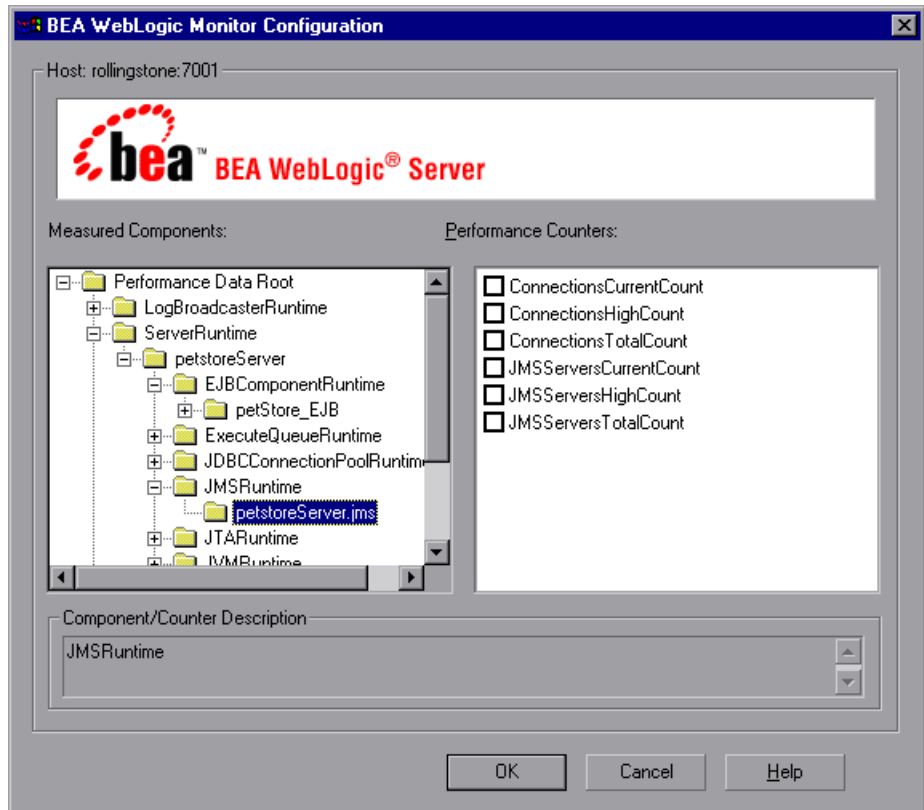 BEA WebLogic Monitor Configuration
Host: rollingstone:7001
bea™ BEA WEBLOGIC® SERVER
Measured Components:
Performance Counters:
Performance Data Root
LogBroadcasterRuntime
ServerRuntime
petstoreServer
EJBComponentRuntime
petStore_EJB
ExecuteQueueRuntime
JDBCConnectionPoolRuntime
JMSRuntime
petstoreServer.jms
JTARuntime
JVMRuntime
ConnectionsCurrentCount
ConnectionsHighCount
ConnectionsTotalCount
JMSServersCurrentCount
JMSServersHighCount
JMSServersTotalCount
Component/Counter Description
JMSRuntime
OK
Cancel
Help